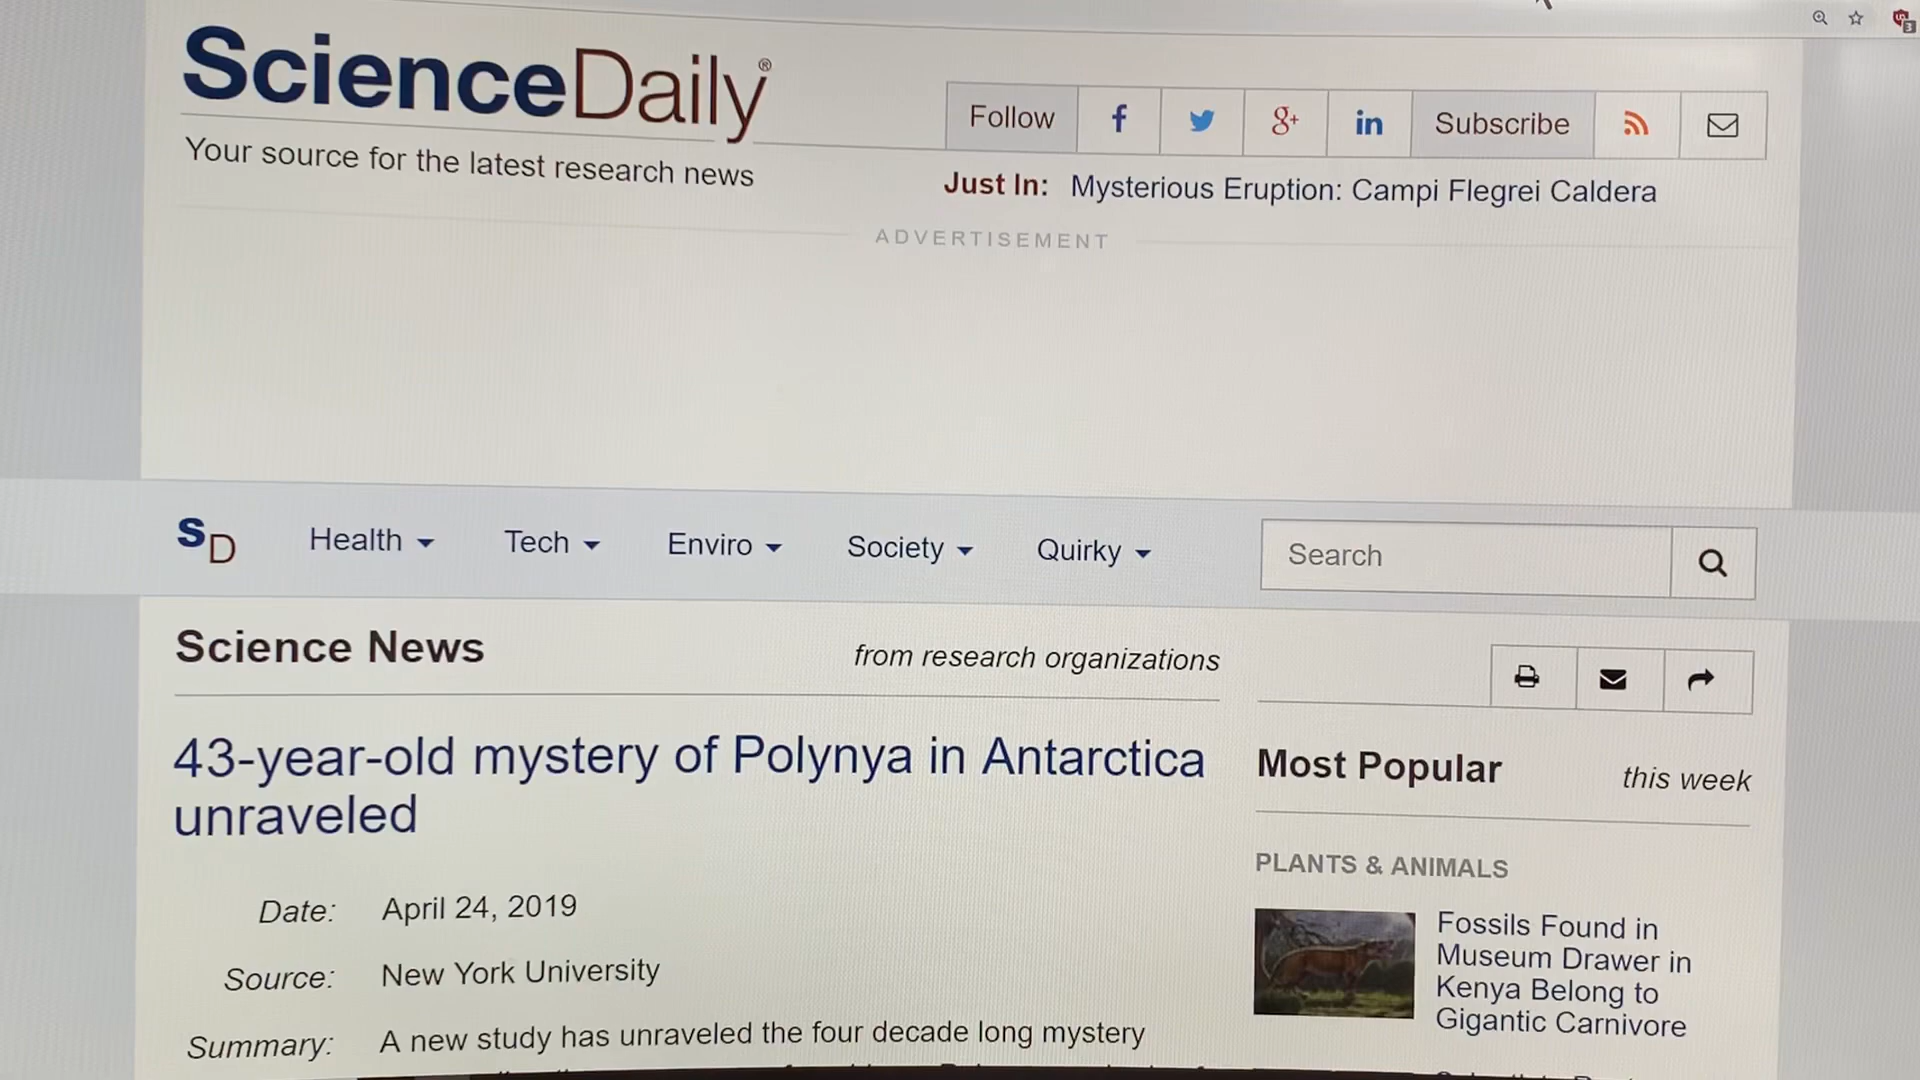 ScienceDaily®
Your source for the latest research news
Follow
Subscribe
Just In: Mysterious Eruption: Campi Flegrei Caldera
ADVERTISEMENT
SD Health Tech Enviro Society Quirky Search
Science News from research organizations
43-year-old mystery of Polynya in Antarctica
unraveled
Date: April 24, 2019
Source: New York University
Summary: A new study has unraveled the four decade long mystery
Most Popular this week
PLANTS & ANIMALS
Fossils Found in
Museum Drawer in
Kenya Belong to
Gigantic Carnivore